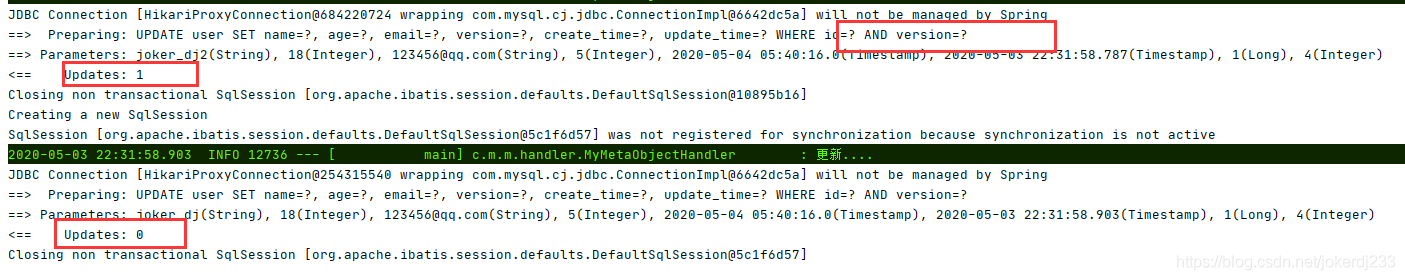 JDBC Connection [HikariProxyConnection@684220724 wrapping com.mysql.cj.jdbc.ConnectionImpl@6642dc5a] will not be managed by Spring
==>  Preparing: UPDATE user SET name=?, age=?, email=?, version=?, create_time=?, update_time=? WHERE id=? AND version=?
==> Parameters: joker_dj2(String), 18(Integer), 123456@qq.com(String), 5(Integer), 2020-05-04 05:40:16.0(Timestamp), 2020-05-03 22:31:58.787(Timestamp), 1(Long), 4(Integer)
<==    Updates: 1
Closing non transactional SqlSession [org.apache.ibatis.session.defaults.DefaultSqlSession@10895b16]
Creating a new SqlSession
SqlSession [org.apache.ibatis.session.defaults.DefaultSqlSession@5c1f6d57] was not registered for synchronization because synchronization is not active
2020-05-03 22:31:58.903  INFO 12736 --- [           main] c.m.m.handler.MyMetaObjectHandler        : 更新....
JDBC Connection [HikariProxyConnection@254315540 wrapping com.mysql.cj.jdbc.ConnectionImpl@6642dc5a] will not be managed by Spring
==>  Preparing: UPDATE user SET name=?, age=?, email=?, version=?, create_time=?, update_time=? WHERE id=? AND version=?
==> Parameters: joker_dj(String), 18(Integer), 123456@qq.com(String), 5(Integer), 2020-05-04 05:40:16.0(Timestamp), 2020-05-03 22:31:58.903(Timestamp), 1(Long), 4(Integer)
<==    Updates: 0
Closing non transactional SqlSession [org.apache.ibatis.session.defaults.DefaultSqlSession@5c1f6d57]
https://blog.csdn.net/jokerdj233